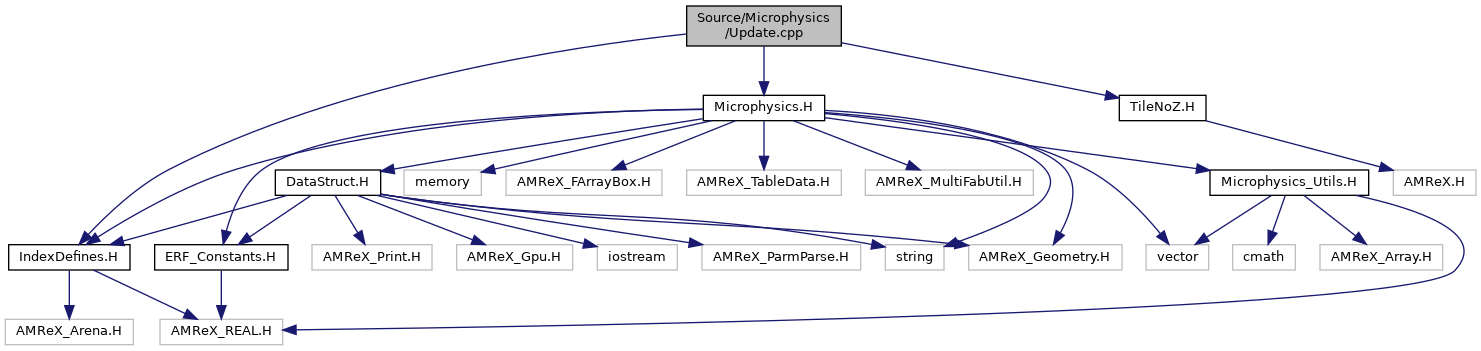 Source/Microphysics
/Update.cpp
Microphysics.H
TileNoZ.H
DataStruct.H
memory
AMReX_FArrayBox.H
AMReX_TableData.H
AMReX_MultiFabUtil.H
Microphysics_Utils.H
AMReX.H
IndexDefines.H
ERF_Constants.H
AMReX_Print.H
AMReX_Gpu.H
iostream
AMReX_ParmParse.H
string
AMReX_Geometry.H
vector
cmath
AMReX_Array.H
AMReX_Arena.H
AMReX_REAL.H